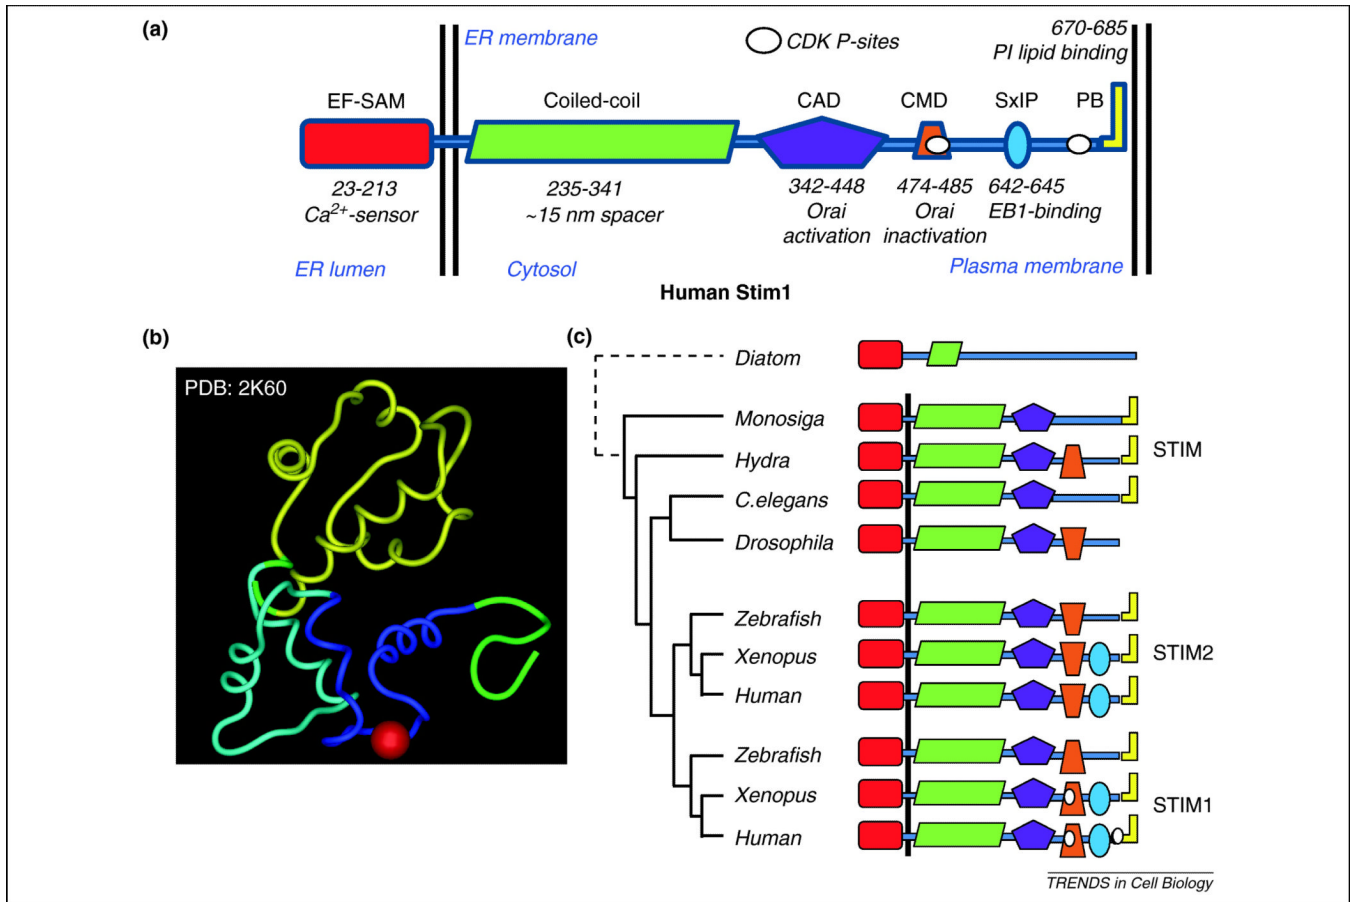 (a)
ER membrane
CDK P-sites
670-685
PI lipid binding
EF-SAM
Coiled-coil
CAD
CMD
SxIP
PB
23-213
Ca2+-sensor
235-341
~15 nm spacer
342-448
Orai
activation
474-485
Orai
inactivation
642-645
EB1-binding
ER lumen
Cytosol
Plasma membrane
Human Stim1
(b)
PDB: 2K60
(c)
Diatom
Monosiga
Hydra
C.elegans
Drosophila
STIM
Zebrafish
Xenopus
Human
STIM2
Zebrafish
Xenopus
Human
STIM1
TRENDS in Cell Biology